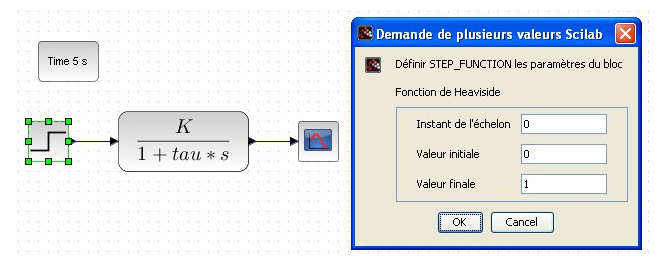 Time 5 s
K
1 + tau * s
Demande de plusieurs valeurs Scilab
Définir STEP_FUNCTION les paramètres du bloc
Fonction de Heaviside
Instant de l'échelon 0
Valeur initiale 0
Valeur finale 1
OK Cancel